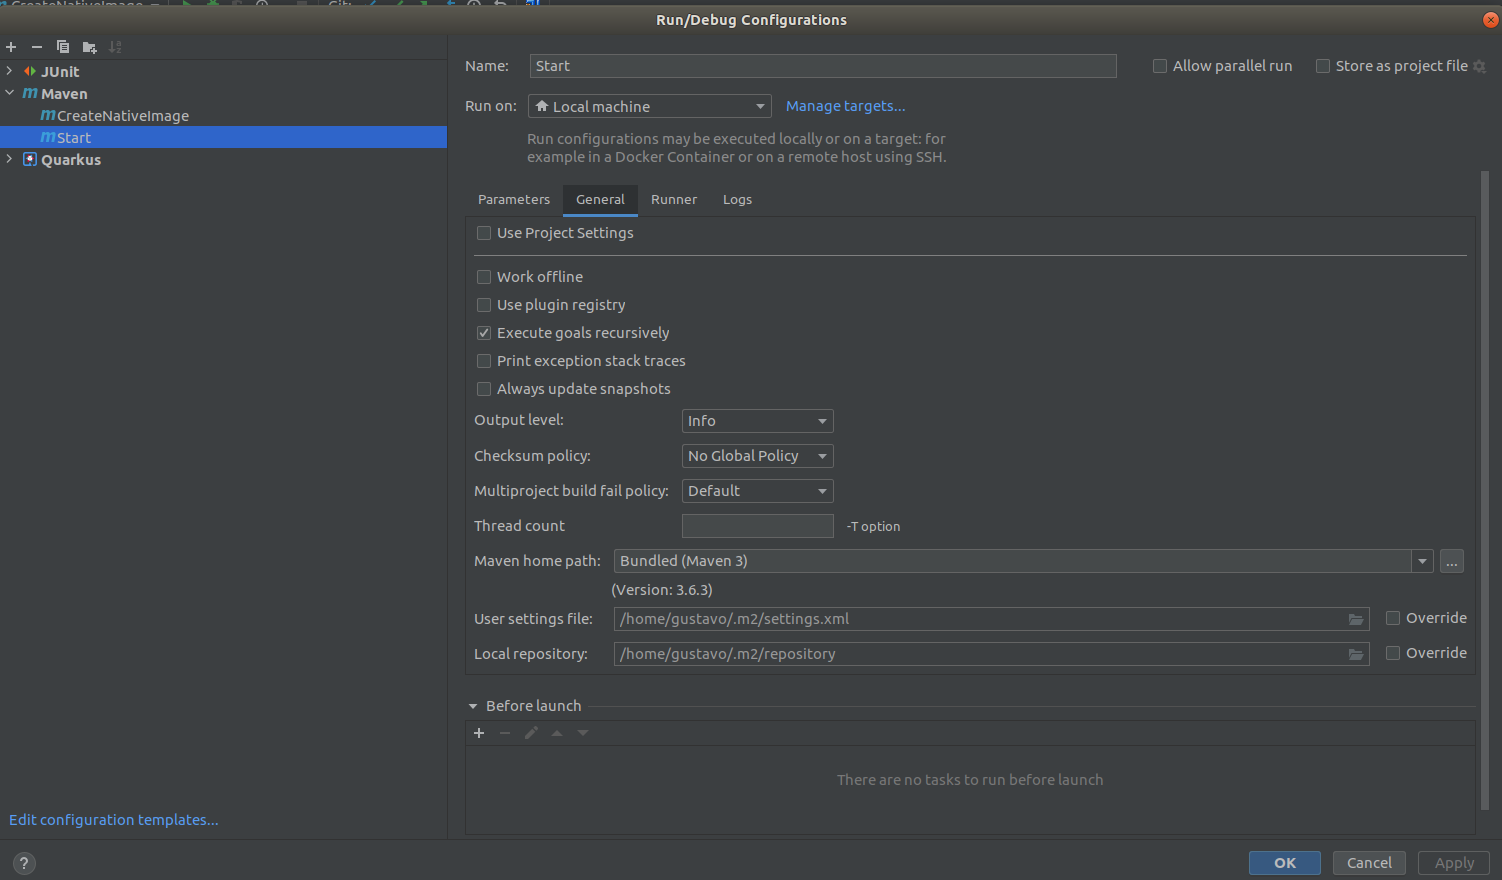 CreateNativeImage
Git:
Run/Debug Configurations
JUnit
Maven
CreateNativeImage
Start
Quarkus
Edit configuration templates...
Name: Start Allow parallel run Store as project file
Run on: Local machine Manage targets...
Run configurations may be executed locally or on a target: for
example in a Docker Container or on a remote host using SSH.
Parameters General Runner Logs
Use Project Settings
Work offline
Use plugin registry
Execute goals recursively
Print exception stack traces
Always update snapshots
Output level: Info
Checksum policy: No Global Policy
Multiproject build fail policy: Default
Thread count -T option
Maven home path: Bundled (Maven 3) ...
(Version: 3.6.3)
User settings file: /home/gustavo/.m2/settings.xml Override
Local repository: /home/gustavo/.m2/repository Override
Before launch
There are no tasks to run before launch
? OK Cancel Apply